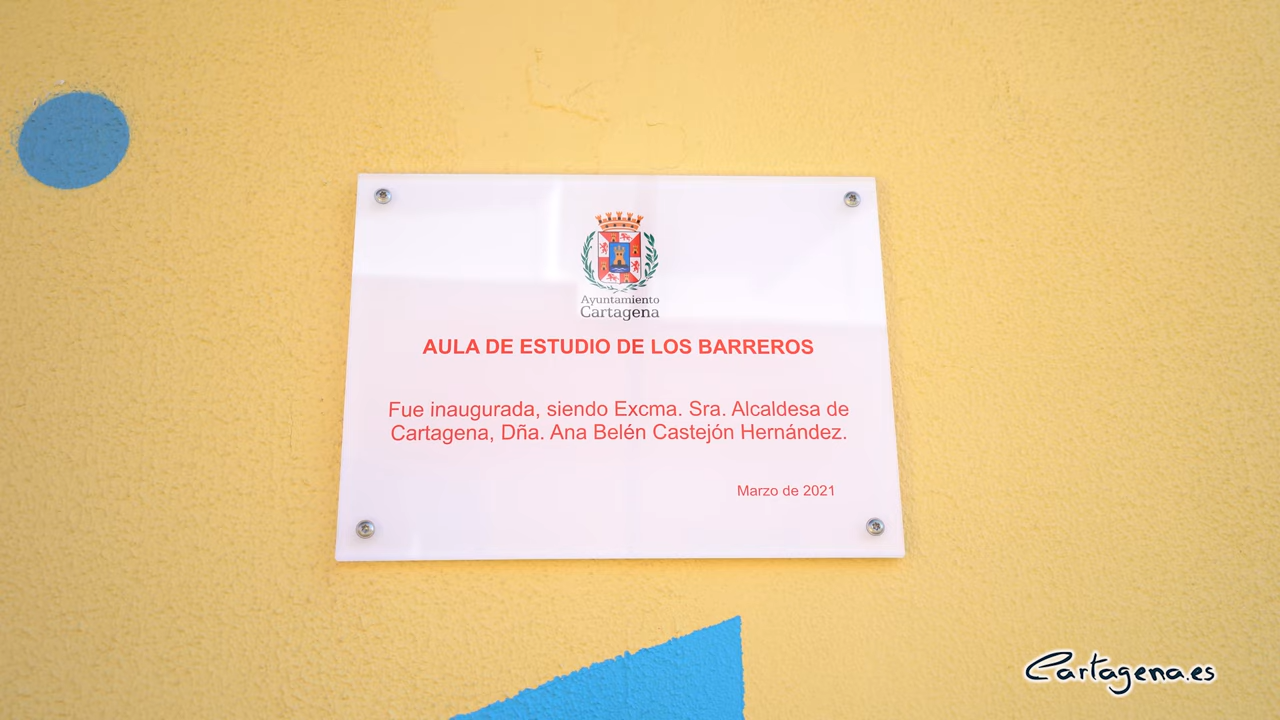 Ayuntamiento
Cartagena
AULA DE ESTUDIO DE LOS BARREROS
Fue inaugurada, siendo Excma. Sra. Alcaldesa de
Cartagena, Dña. Ana Belén Castejón Hernández.
Marzo de 2021
Cartagena.es